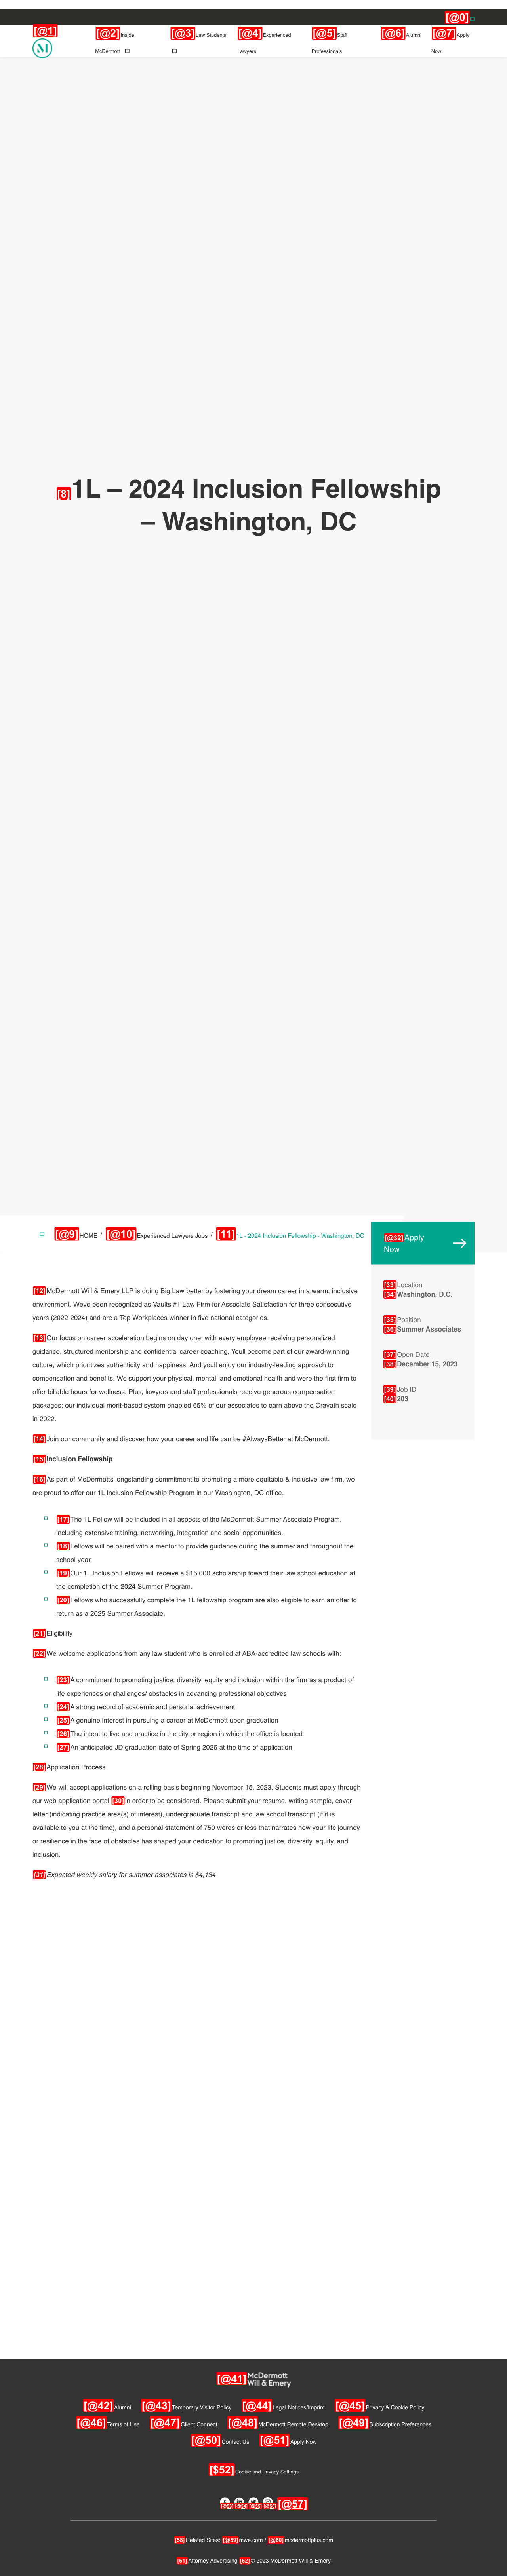 [@0]
[@1]
[@2]Inside McDermott
[@3]Law Students
[@4]Experienced Lawyers
[@5]Staff Professionals
[@6]Alumni
[@7]Apply Now
M
[8]1L – 2024 Inclusion Fellowship
– Washington, DC
[@9]HOME / [@10]Experienced Lawyers Jobs / [11]1L - 2024 Inclusion Fellowship - Washington, DC
[12]McDermott Will & Emery LLP is doing Big Law better by fostering your dream career in a warm, inclusive
environment. Weve been recognized as Vaults #1 Law Firm for Associate Satisfaction for three consecutive
years (2022-2024) and are a Top Workplaces winner in five national categories.
[13]Our focus on career acceleration begins on day one, with every employee receiving personalized
guidance, structured mentorship and confidential career coaching. Youll become part of our award-winning
culture, which prioritizes authenticity and happiness. And youll enjoy our industry-leading approach to
compensation and benefits. We support your physical, mental, and emotional health and were the first firm to
offer billable hours for wellness. Plus, lawyers and staff professionals receive generous compensation
packages; our individual merit-based system enabled 65% of our associates to earn above the Cravath scale
in 2022.
[14]Join our community and discover how your career and life can be #AlwaysBetter at McDermott.
[15]Inclusion Fellowship
[16]As part of McDermotts longstanding commitment to promoting a more equitable & inclusive law firm, we
are proud to offer our 1L Inclusion Fellowship Program in our Washington, DC office.
[17]The 1L Fellow will be included in all aspects of the McDermott Summer Associate Program,
including extensive training, networking, integration and social opportunities.
[18]Fellows will be paired with a mentor to provide guidance during the summer and throughout the
school year.
[19]Our 1L Inclusion Fellows will receive a $15,000 scholarship toward their law school education at
the completion of the 2024 Summer Program.
[20]Fellows who successfully complete the 1L fellowship program are also eligible to earn an offer to
return as a 2025 Summer Associate.
[21]Eligibility
[22]We welcome applications from any law student who is enrolled at ABA-accredited law schools with:
[23]A commitment to promoting justice, diversity, equity and inclusion within the firm as a product of
life experiences or challenges/ obstacles in advancing professional objectives
[24]A strong record of academic and personal achievement
[25]A genuine interest in pursuing a career at McDermott upon graduation
[26]The intent to live and practice in the city or region in which the office is located
[27]An anticipated JD graduation date of Spring 2026 at the time of application
[28]Application Process
[29]We will accept applications on a rolling basis beginning November 15, 2023. Students must apply through
our web application portal [30]in order to be considered. Please submit your resume, writing sample, cover
letter (indicating practice area(s) of interest), undergraduate transcript and law school transcript (if it is
available to you at the time), and a personal statement of 750 words or less that narrates how your life journey
or resilience in the face of obstacles has shaped your dedication to promoting justice, diversity, equity, and
inclusion.
[31]Expected weekly salary for summer associates is $4,134
[@32]Apply
Now
[33]Location
[34]Washington, D.C.
[35]Position
[36]Summer Associates
[37]Open Date
[38]December 15, 2023
[39]Job ID
[40]203
[@41]McDermott
Will & Emery
[@42]Alumni [@43]Temporary Visitor Policy [@44]Legal Notices/Imprint [@45]Privacy & Cookie Policy
[@46]Terms of Use [@47]Client Connect [@48]McDermott Remote Desktop [@49]Subscription Preferences
[@50]Contact Us [@51]Apply Now
[$52]Cookie and Privacy Settings
[@57]
[58]Related Sites: [@59]mwe.com / [@60]mcdermottplus.com
[61]Attorney Advertising [62]© 2023 McDermott Will & Emery